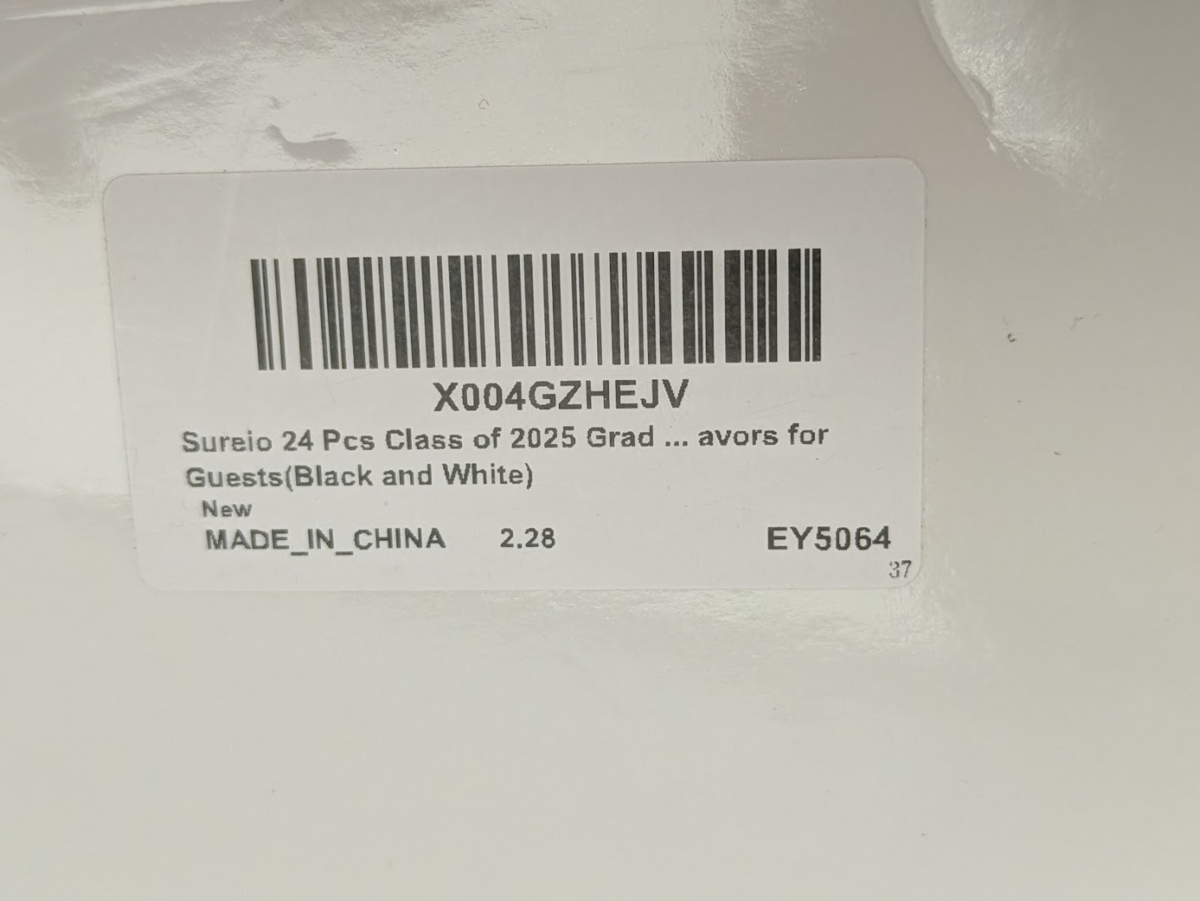 X004GZHEJV
Sureio 24 Pcs Class of 2025 Grad ... avors for
Guests(Black and White)
New
MADE_IN_CHINA 2.28 EY5064
37